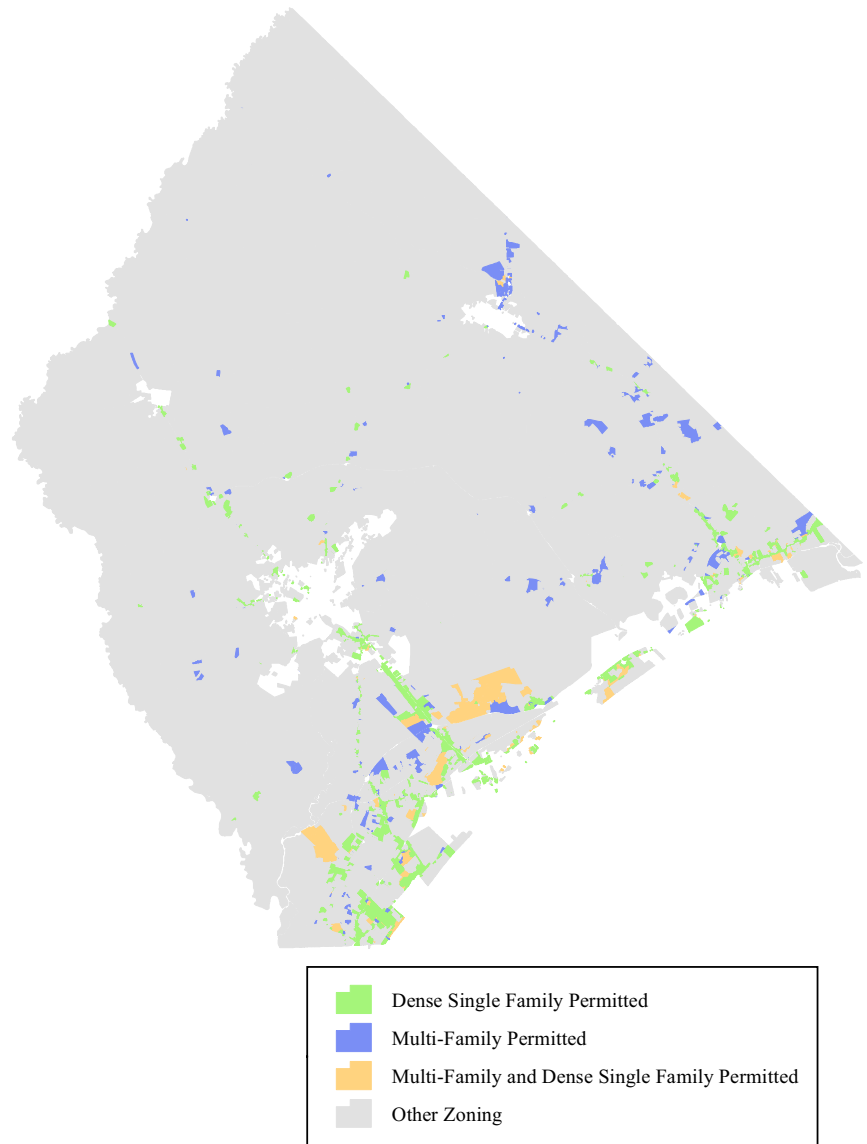 Dense Single Family Permitted
Multi-Family Permitted
Multi-Family and Dense Single Family Permitted
Other Zoning